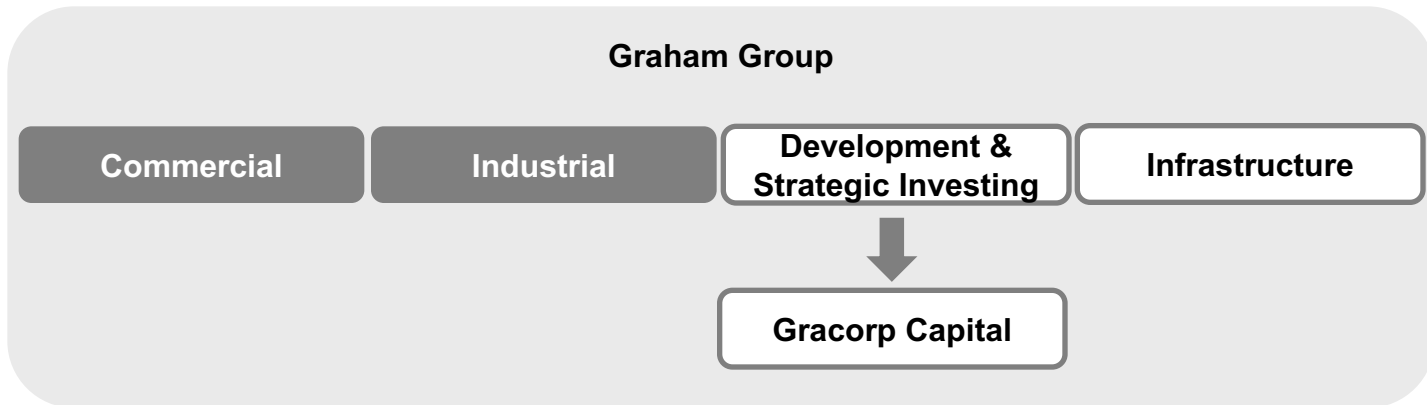 Graham Group
Commercial
Industrial
Development &
Strategic Investing
Infrastructure
Gracorp Capital